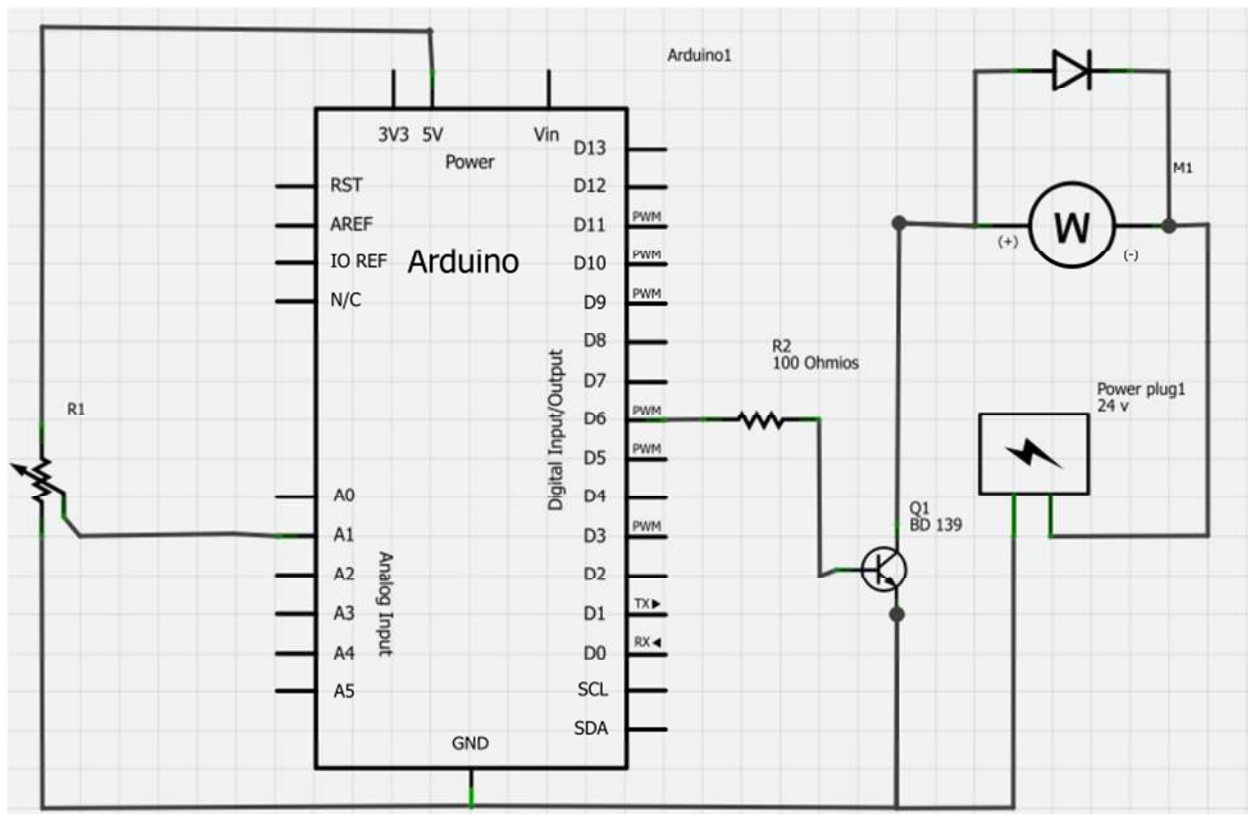 Arduino1
3V3 5V Vin
Power
D13
RST
D12
AREF
PWM
D11
IO REF
Arduino
PWM
D10
N/C
PWM
D9
D8
D7
PWM
D6
PWM
D5
D4
PWM
D3
D2
TX▶
D1
RX◀
D0
SCL
SDA
A0
A1
A2
A3
A4
A5
Analog Input
Digital Input/Output
GND
R1
R2
100 Ohmios
Q1
BD 139
M1
M
(+)
(-)
Power plug1
24 v